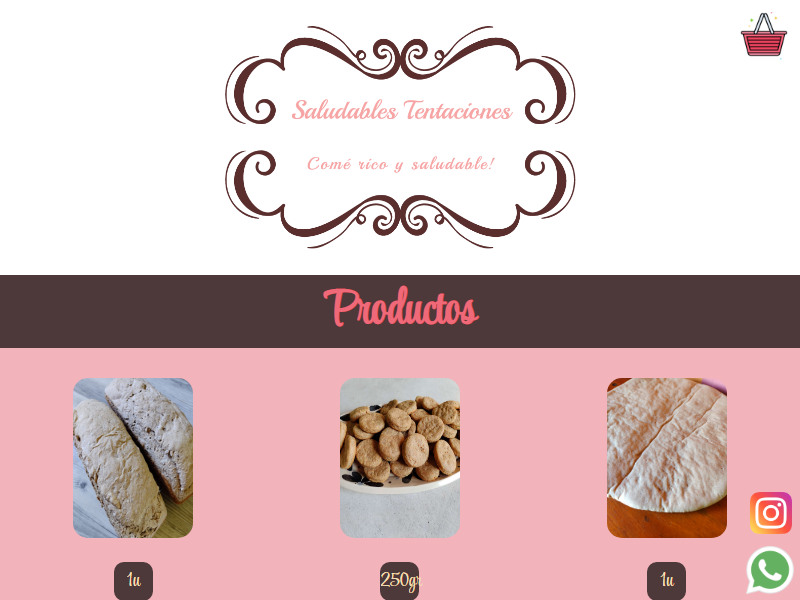 Saludables Tentaciones
Comé rico y saludable!
Productos
1u
250gr
1u